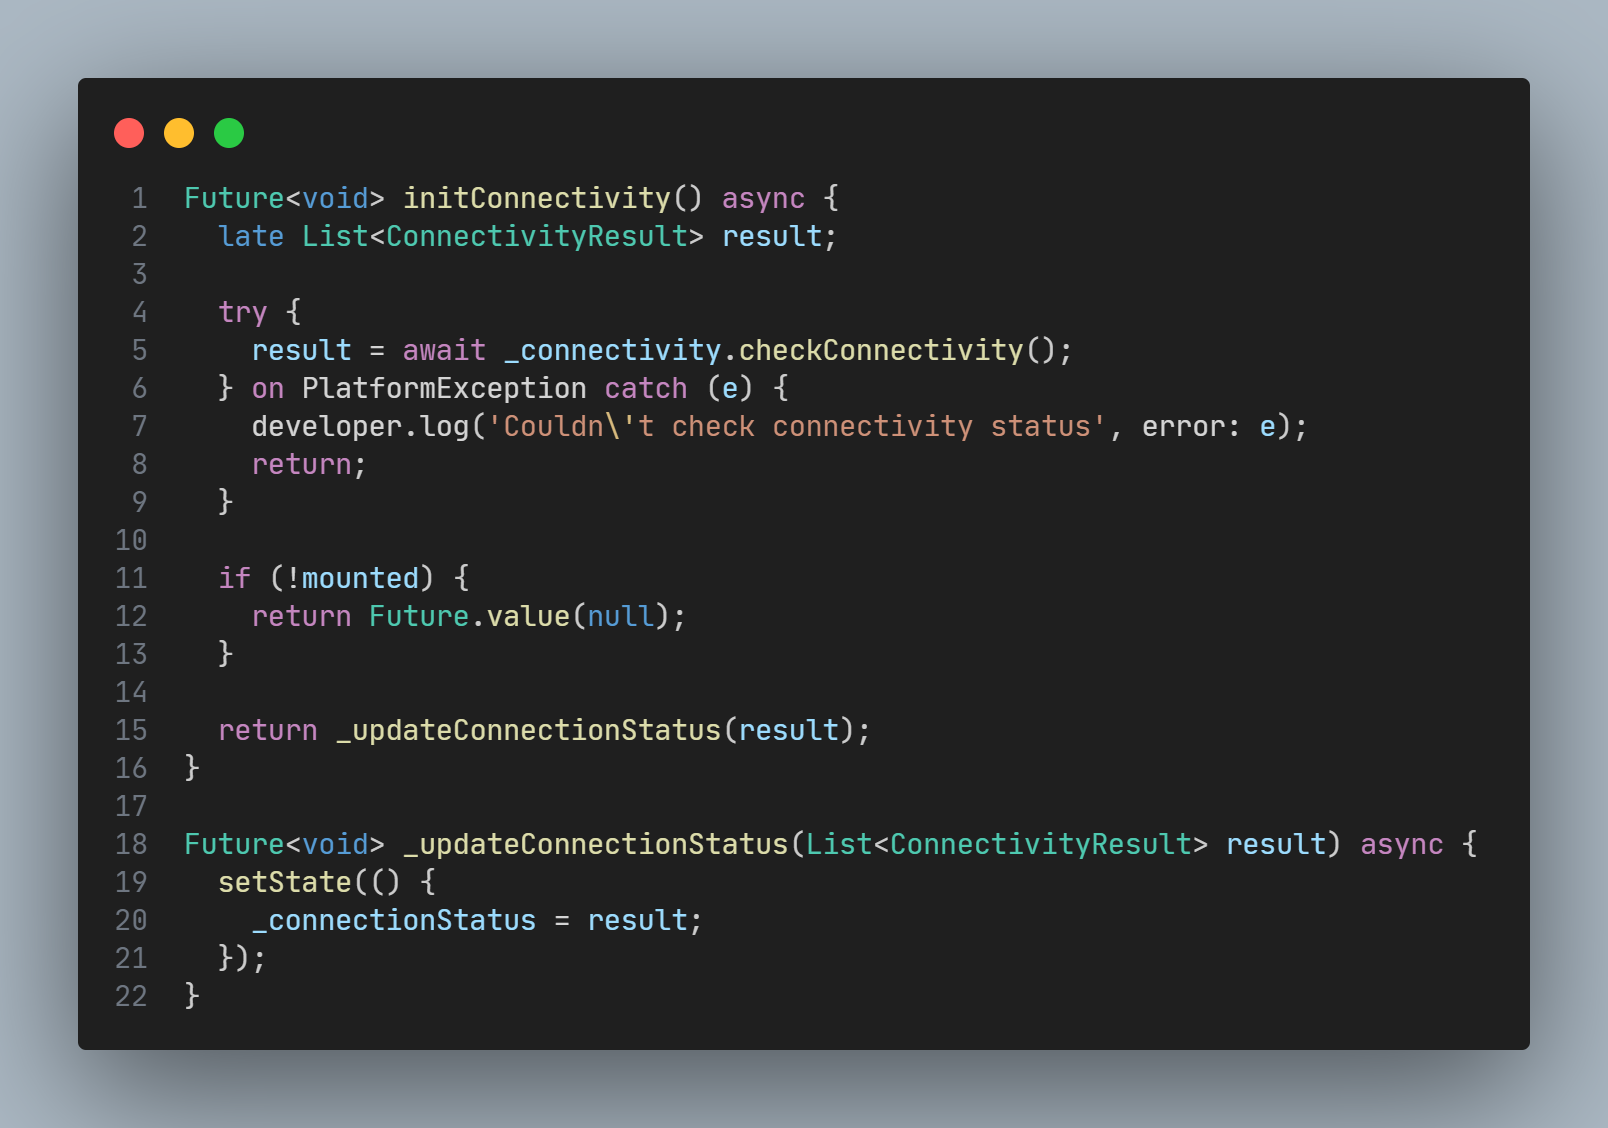 1 Future<void> initConnectivity() async {
2   late List<ConnectivityResult> result;
3
4   try {
5     result = await _connectivity.checkConnectivity();
6   } on PlatformException catch (e) {
7     developer.log('Couldn\'t check connectivity status', error: e);
8     return;
9   }
10
11   if (!mounted) {
12     return Future.value(null);
13   }
14
15   return _updateConnectionStatus(result);
16 }
17
18 Future<void> _updateConnectionStatus(List<ConnectivityResult> result) async {
19   setState(() {
20     _connectionStatus = result;
21   });
22 }